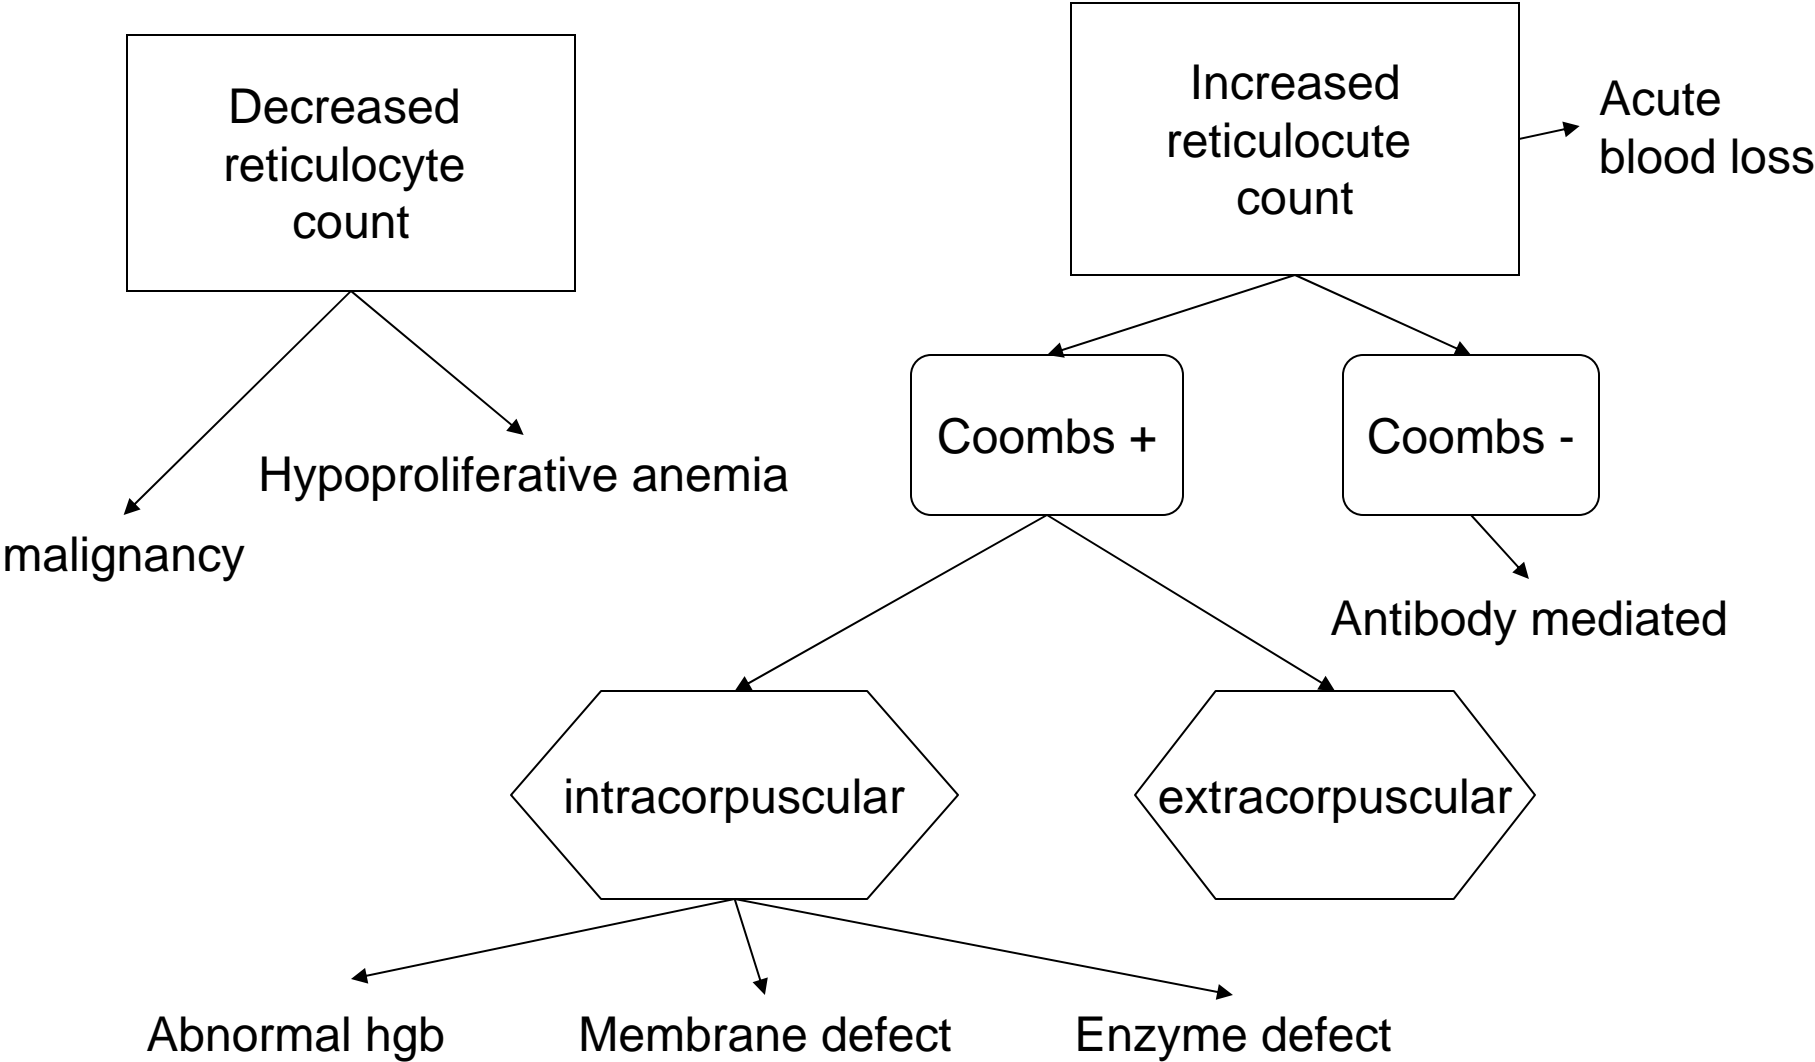 Decreased
reticulocyte
count
Increased
reticulocute
count
Acute
blood loss
Coombs +
Coombs -
Hypoproliferative anemia
malignancy
Antibody mediated
intracorpuscular
extracorpuscular
Abnormal hgb
Membrane defect
Enzyme defect